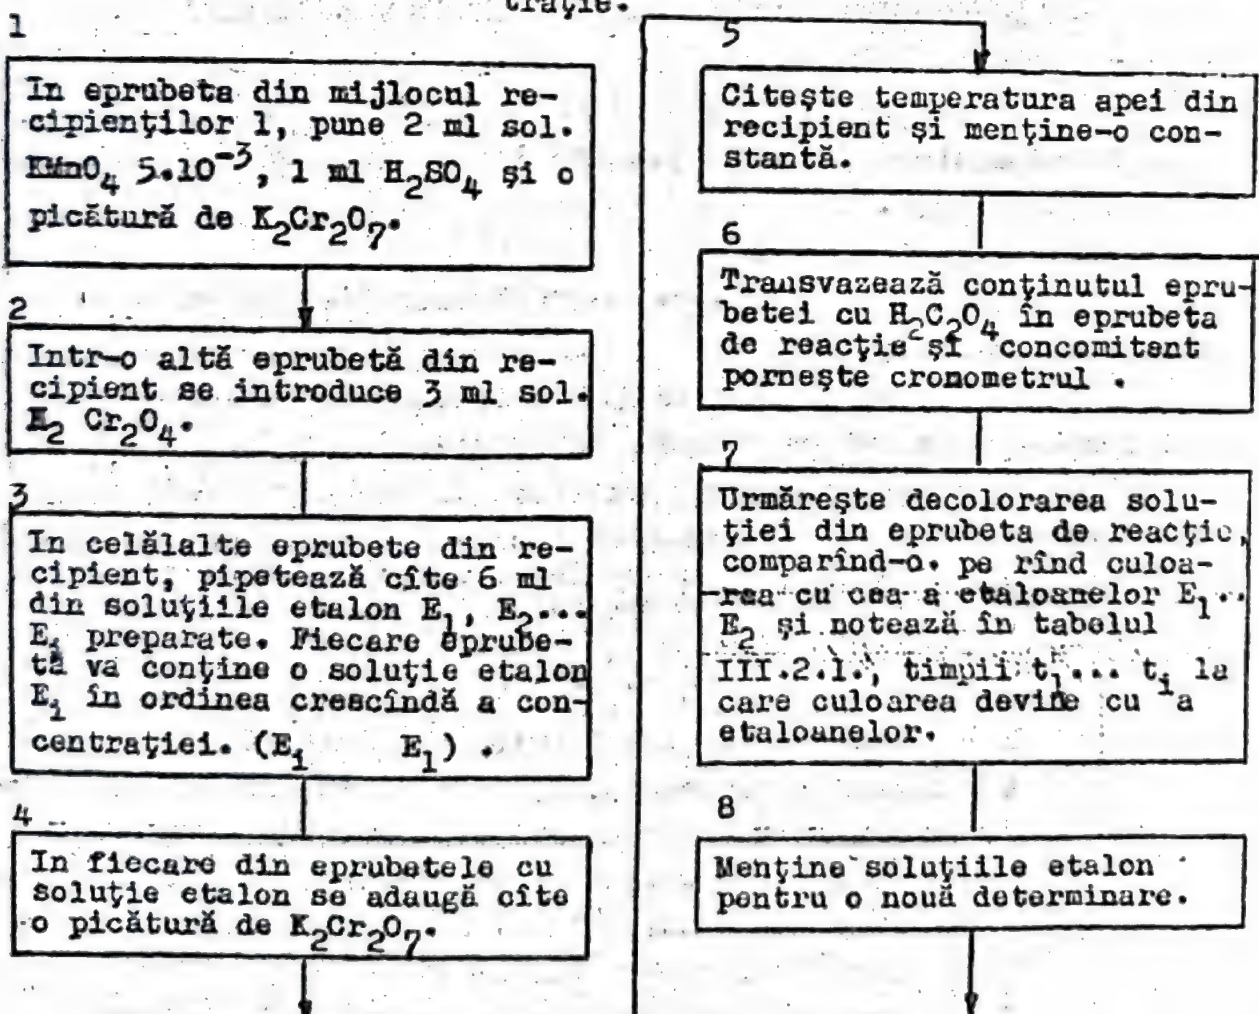 trație.
1
In eprubeta din mijlocul re-
cipienților 1, pune 2 ml sol.
KMnO4 5.10-3, 1 ml H2SO4 și o
picătură de K2Cr2O7.
2
Intr-o altă eprubetă din re-
cipient se introduce 3 ml sol.
K2 Cr2O4.
3
In celălalte eprubete din re-
cipient, pipetează cîte 6 ml
din soluțiile etalon E1, E2...
Ei preparate. Fiecare eprube-
tă va conține o soluție etalon
Ei în ordinea crescîndă a con-
centrației. (Ei E1) .
4
In fiecare din eprubetele cu
soluție etalon se adaugă cîte
o picătură de K2Cr2O7.
5
Citește temperatura apei din
recipient și menține-o con-
stantă.
6
Transvazează conținutul epru-
betei cu H2C2O4 în eprubeta
de reacție și concomitent
pornește cronometrul .
7
Urmărește decolorarea solu-
ției din eprubeta de reacție,
comparînd-o. pe rînd culoa-
rea cu cea a etaloanelor E1..
E2 și notează în tabelul
III.2.1., timpii t1... ti la
care culoarea devine cu a
etaloanelor.
8
Menține soluțiile etalon
pentru o nouă determinare.